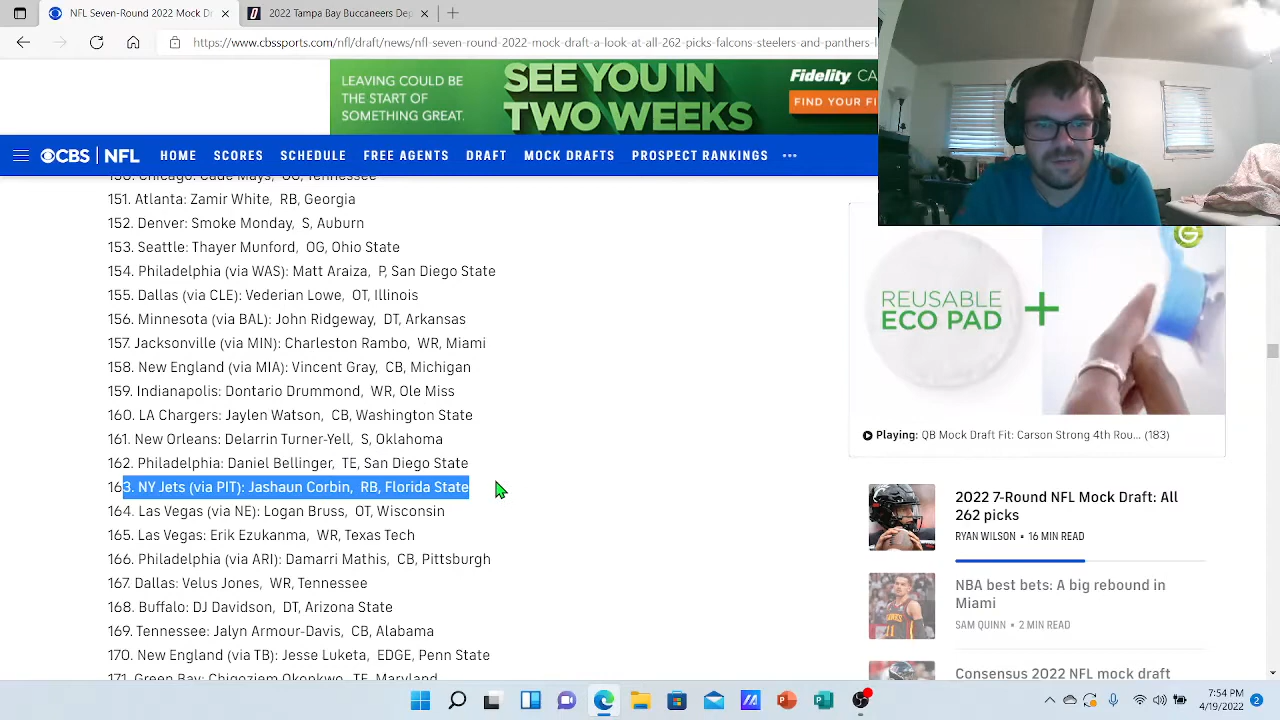 NFL Seven-Round 2022 Mock Dra
2022 Tampa Bay Buccaneers Dep
https://www.cbssports.com/nfl/draft/news/nfl-seven-round-2022-mock-draft-a-look-at-all-262-picks-falcons-steelers-and-panthers
LEAVING COULD BE
THE START OF
SOMETHING GREAT.
SEE YOU IN
TWO WEEKS
Fidelity CA
FIND YOUR FI
CBS NFL HOME SCORES SCHEDULE FREE AGENTS DRAFT MOCK DRAFTS PROSPECT RANKINGS
151. Atlanta: Zamir White, RB, Georgia
152. Denver: Smoke Monday, S, Auburn
153. Seattle: Thayer Munford, OG, Ohio State
154. Philadelphia (via WAS): Matt Araiza, P, San Diego State
155. Dallas (via CLE): Vederian Lowe, OT, Illinois
156. Minnesota (via BAL): John Ridgeway, DT, Arkansas
157. Jacksonville (via MIN): Charleston Rambo, WR, Miami
158. New England (via MIA): Vincent Gray, CB, Michigan
159. Indianapolis: Dontario Drummond, WR, Ole Miss
160. LA Chargers: Jaylen Watson, CB, Washington State
161. New Orleans: Delarrin Turner-Yell, S, Oklahoma
162. Philadelphia: Daniel Bellinger, TE, San Diego State
163. NY Jets (via PIT): Jashaun Corbin, RB, Florida State
164. Las Vegas (via NE): Logan Bruss, OT, Wisconsin
165. Las Vegas: Erik Ezukanma, WR, Texas Tech
166. Philadelphia (via ARI): Damarri Mathis, CB, Pittsburgh
167. Dallas: Velus Jones, WR, Tennessee
168. Buffalo: DJ Davidson, DT, Arizona State
169. Tennessee: Jalyn Armour-Davis, CB, Alabama
170. New England (via TB): Jesse Luketa, EDGE, Penn State
REUSABLE
ECO PAD
+
G
Playing: QB Mock Draft Fit: Carson Strong 4th Rou... (183)
2022 7-Round NFL Mock Draft: All
262 picks
RYAN WILSON • 16 MIN READ
NBA best bets: A big rebound in
Miami
SAM QUINN • 2 MIN READ
Consensus 2022 NFL mock draft
7:54 PM
4/19/2022
2